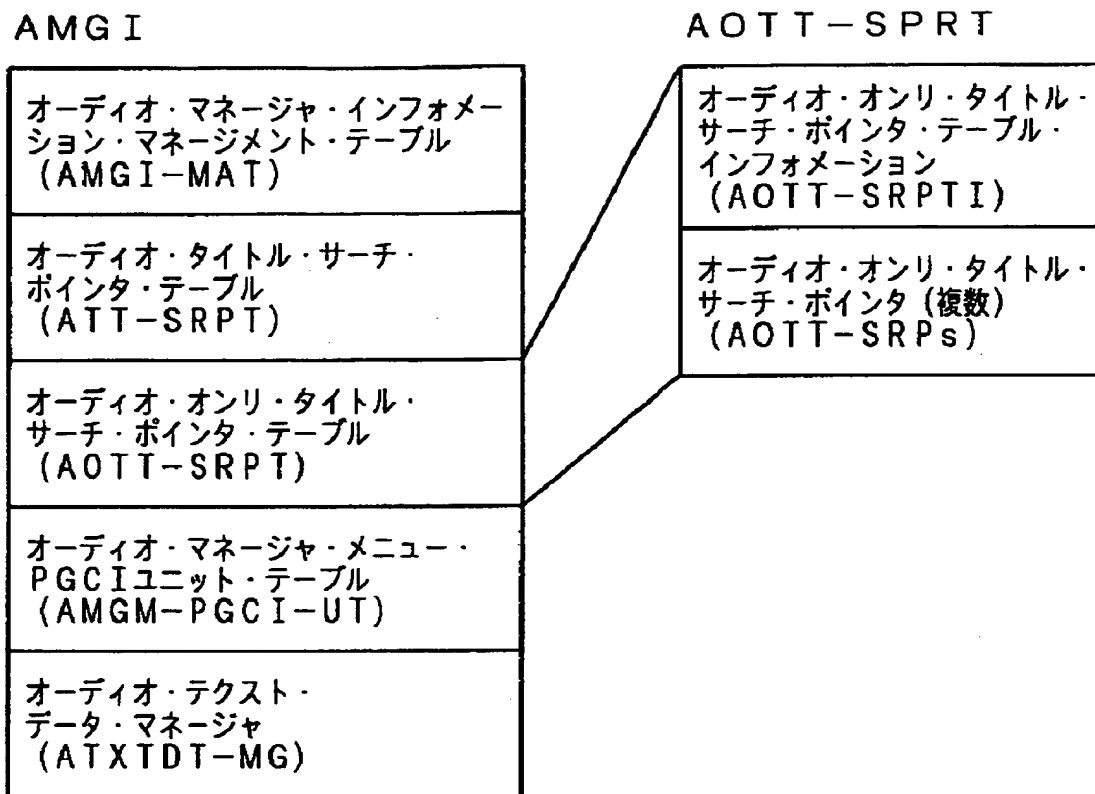 AMGI
オーディオ・マネージャ・インフォメー
ション・マネージメント・テーブル
(AMGI-MAT)
オーディオ・タイトル・サーチ・
ポインタ・テーブル
(ATT-SRPT)
オーディオ・オンリ・タイトル・
サーチ・ポインタ・テーブル
(AOTT-SRPT)
オーディオ・マネージャ・メニュー・
PGCIユニット・テーブル
(AMGM-PGCI-UT)
オーディオ・テクスト・
データ・マネージャ
(ATXTDT-MG)
AOTT-SPRT
オーディオ・オンリ・タイトル・
サーチ・ポインタ・テーブル・
インフォメーション
(AOTT-SRPTI)
オーディオ・オンリ・タイトル・
サーチ・ポインタ(複数)
(AOTT-SRPs)